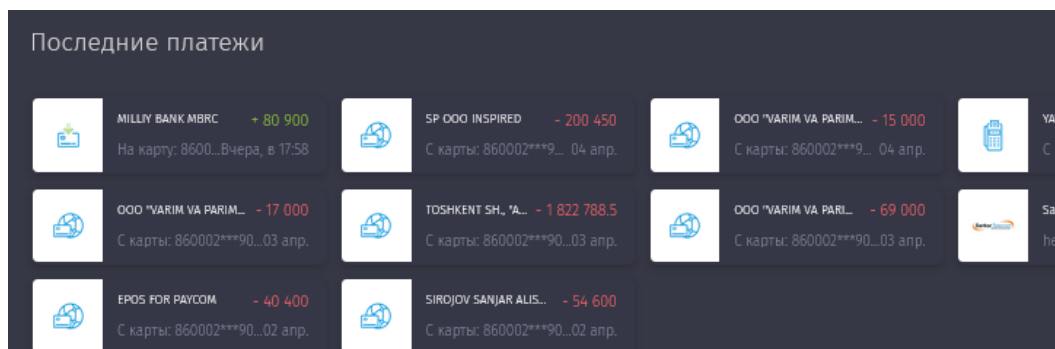 Последние платежи
MILLIY BANK MBRC + 80 900
На карту: 8600...Вчера, в 17:58
SP OOO INSPIRED - 200 450
С карты: 860002***9... 04 апр.
OOO "VARIM VA PARIM... - 15 000
С карты: 860002***9... 04 апр.
YA
С
OOO "VARIM VA PARIM... - 17 000
С карты: 860002***90...03 апр.
TOSHKENT SH., "A... - 1 822 788.5
С карты: 860002***90...03 апр.
OOO "VARIM VA PARI... - 69 000
С карты: 860002***90...03 апр.
Sa
he
EPOS FOR PAYCOM - 40 400
С карты: 860002***90...02 апр.
SIROJOV SANJAR ALIS... - 54 600
С карты: 860002***90...02 апр.